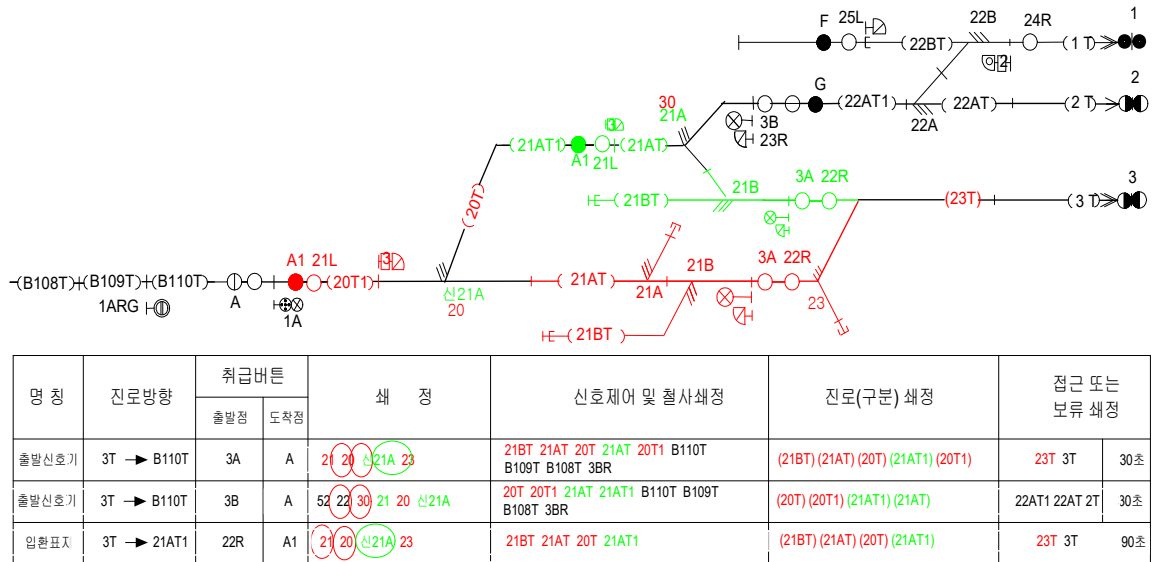 F 25L 22B 24R 1
(22BT) (1T)
2
G 2
30
21A
(22AT1) (22AT) (2T)
3B 22A
23R
3
(21AT1) (21AT)
A1 21L
3A 22R 3
21B
(21BT) (23T) (3T)
(20T)
A1 21L 3 3A 22R
21B
(B108T) (B109T) (B110T) (20T1) (21AT)
신21A 21A 23
1ARG A 1A 20
(21BT)
명 칭 진로방향 취급버튼 쇄 정 신호제어 및 철사쇄정 진로(구분) 쇄정 접근 또는
보류 쇄정
출발점 도착점
출발신호기 3T → B110T 3A A 21 20 신21A 23 21BT 21AT 20T 21AT 20T1 B110T
B109T B108T 3BR (21BT) (21AT) (20T) (21AT1) (20T1) 23T 3T 30초
출발신호기 3T → B110T 3B A 52 22 30 21 20 신21A 20T 20T1 21AT 21AT1 B110T B109T
B108T 3BR (20T) (20T1) (21AT1) (21AT) 22AT1 22AT 2T 30초
입환표지 3T → 21AT1 22R A1 21 20 신21A 23 21BT 21AT 20T 21AT1 (21BT) (21AT) (20T) (21AT1) 23T 3T 90초